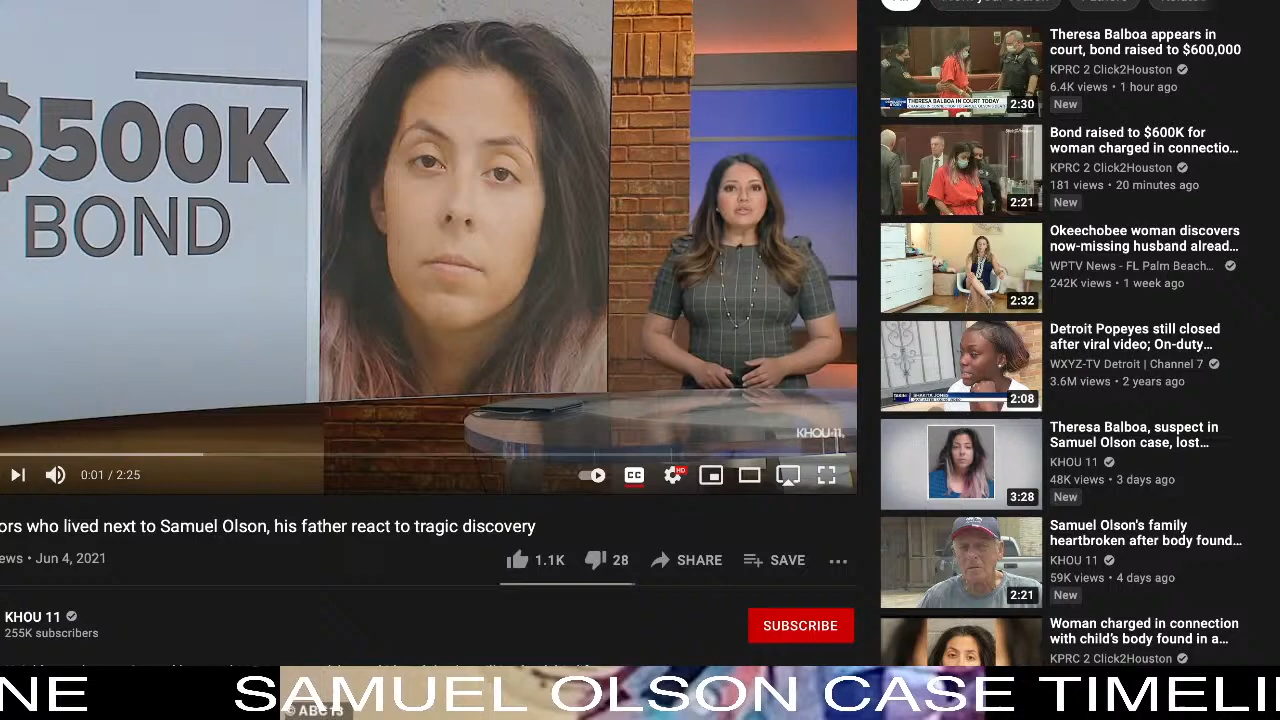 $500K
BOND
KHOU-11.
0:01 / 2:25
CC
HD
ors who lived next to Samuel Olson, his father react to tragic discovery
ews • Jun 4, 2021
1.1K
28
SHARE
SAVE
KHOU 11
255K subscribers
SUBSCRIBE
Theresa Balboa appears in
court, bond raised to $600,000
KPRC 2 Click2Houston
6.4K views • 1 hour ago
New
THERESA BALBOA IN COURT TODAY
2:30
Bond raised to $600K for
woman charged in connectio...
KPRC 2 Click2Houston
181 views • 20 minutes ago
New
2:21
Okeechobee woman discovers
now-missing husband alread...
WPTV News - FL Palm Beach...
242K views • 1 week ago
2:32
Detroit Popeyes still closed
after viral video; On-duty...
WXYZ-TV Detroit | Channel 7
3.6M views • 2 years ago
2:08
Theresa Balboa, suspect in
Samuel Olson case, lost...
KHOU 11
48K views • 3 days ago
New
3:28
Samuel Olson's family
heartbroken after body found...
KHOU 11
59K views • 4 days ago
New
2:21
Woman charged in connection
with child's body found in a...
KPRC 2 Click2Houston
NE SAMUEL OLSON CASE TIMELI
© ABC13